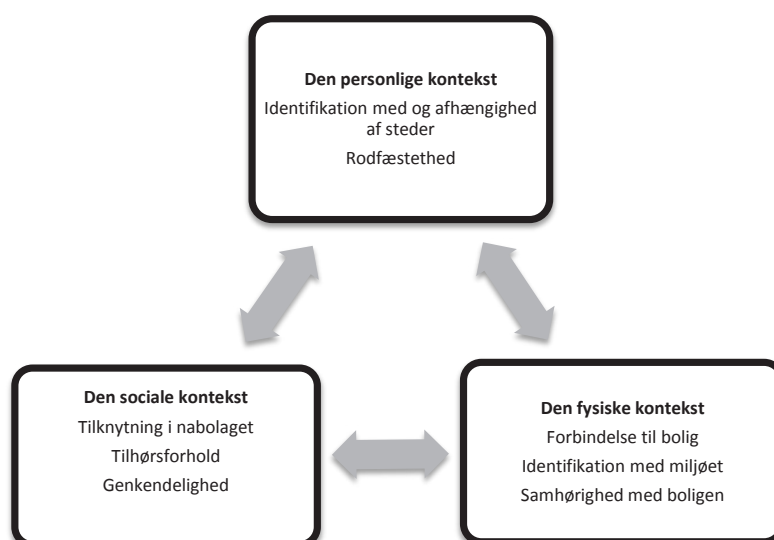 Den personlige kontekst
Identifikation med og afhængighed
af steder
Rodfæstethed
Den sociale kontekst
Tilknytning i nabolaget
Tilhørsforhold
Genkendelighed
Den fysiske kontekst
Forbindelse til bolig
Identifikation med miljøet
Samhørighed med boligen